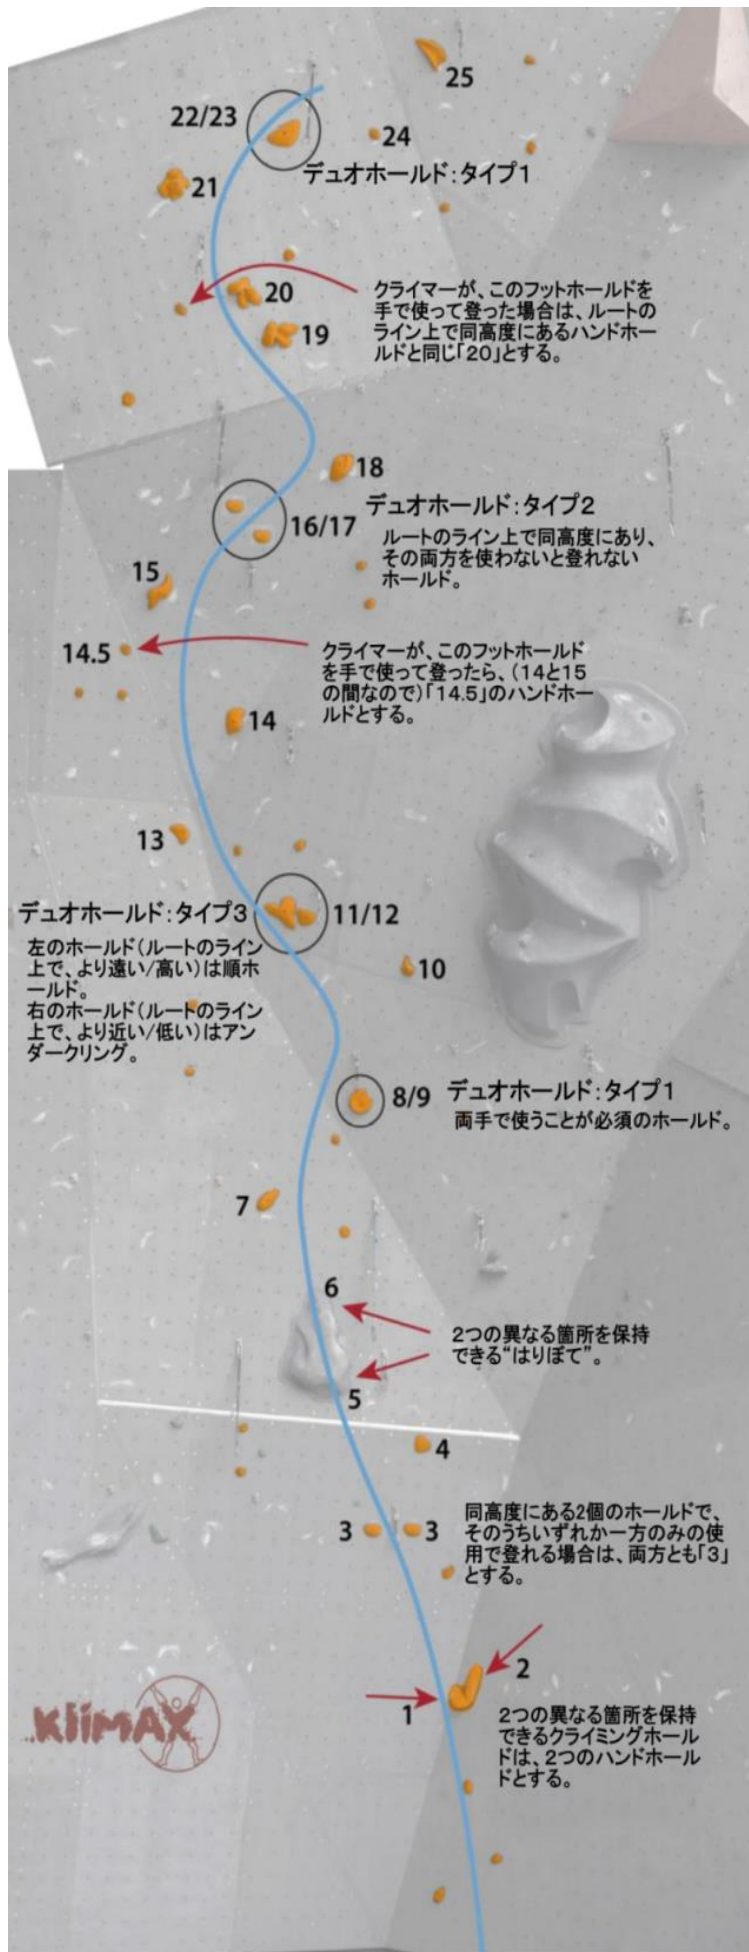 25
22/23
24
デュオホールド:タイプ1
21
20
クライマーが、このフットホールドを
手で使って登った場合は、ルートの
ライン上で同高度にあるハンドホー
ルドと同じ「20」とする。
19
18
デュオホールド:タイプ2
16/17
ルートのライン上で同高度にあり、
その両方を使わないと登れない
ホールド。
15
14.5
クライマーが、このフットホールド
を手で使って登ったら、(14と15
の間なので)「14.5」のハンドホー
ルドとする。
14
13
デュオホールド:タイプ3
11/12
左のホールド(ルートのライン
上で、より遠い/高い)は順ホ
ールド。
右のホールド(ルートのライン
上で、より近い/低い)はアン
ダークリング。
10
8/9
デュオホールド:タイプ1
両手で使うことが必須のホールド。
7
6
2つの異なる箇所を保持
できる“はりぼて”。
5
4
3
3
同高度にある2個のホールドで、
そのうちいずれか一方のみの使
用で登れる場合は、両方とも「3」
とする。
2
1
2つの異なる箇所を保持
できるクライミングホール
ドは、2つのハンドホール
ドとする。
KliMAX